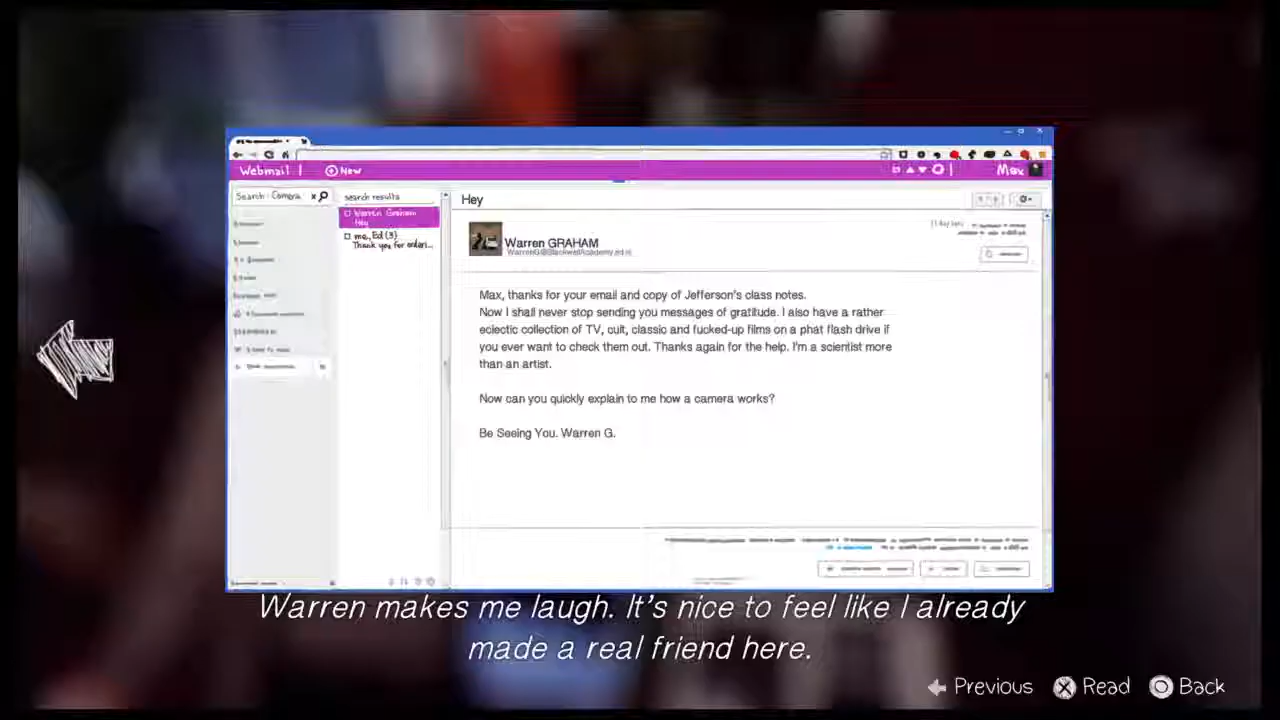 Webmail |
New
Max
Search : Camera
x
search results
Warren Graham
Hey
me, Ed (3)
Thank you for orderi...
Hey
Warren GRAHAM
WarrenG@BlackwellAcademy.ed
Max, thanks for your email and copy of Jefferson's class notes.
Now I shall never stop sending you messages of gratitude. I also have a rather
eclectic collection of TV, cult, classic and fucked-up films on a phat flash drive if
you ever want to check them out. Thanks again for the help. I'm a scientist more
than an artist.
Now can you quickly explain to me how a camera works?
Be Seeing You. Warren G.
Warren makes me laugh. It's nice to feel like I already
made a real friend here.
Previous
Read
Back